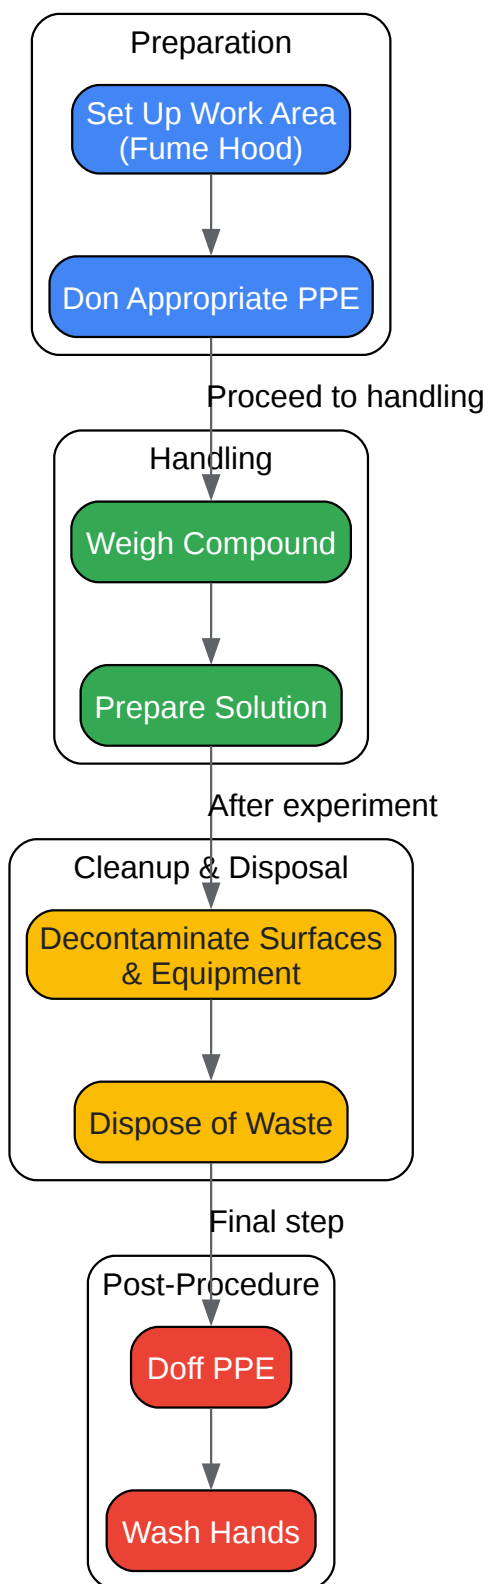 Preparation
Set Up Work Area
(Fume Hood)
Don Appropriate PPE
Proceed to handling
Handling
Weigh Compound
Prepare Solution
After experiment
Cleanup & Disposal
Decontaminate Surfaces
& Equipment
Dispose of Waste
Final step
Post-Procedure
Doff PPE
Wash Hands